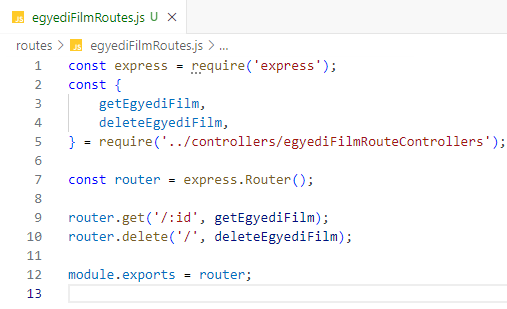 JS egyediFilmRoutes.js U ×
routes > JS egyediFilmRoutes.js > ...
1 const express = require('express');
2 const {
3     getEgyediFilm,
4     deleteEgyediFilm,
5 } = require('../controllers/egyediFilmRouteControllers');
6
7 const router = express.Router();
8
9 router.get('/:id', getEgyediFilm);
10 router.delete('/', deleteEgyediFilm);
11
12 module.exports = router;
13